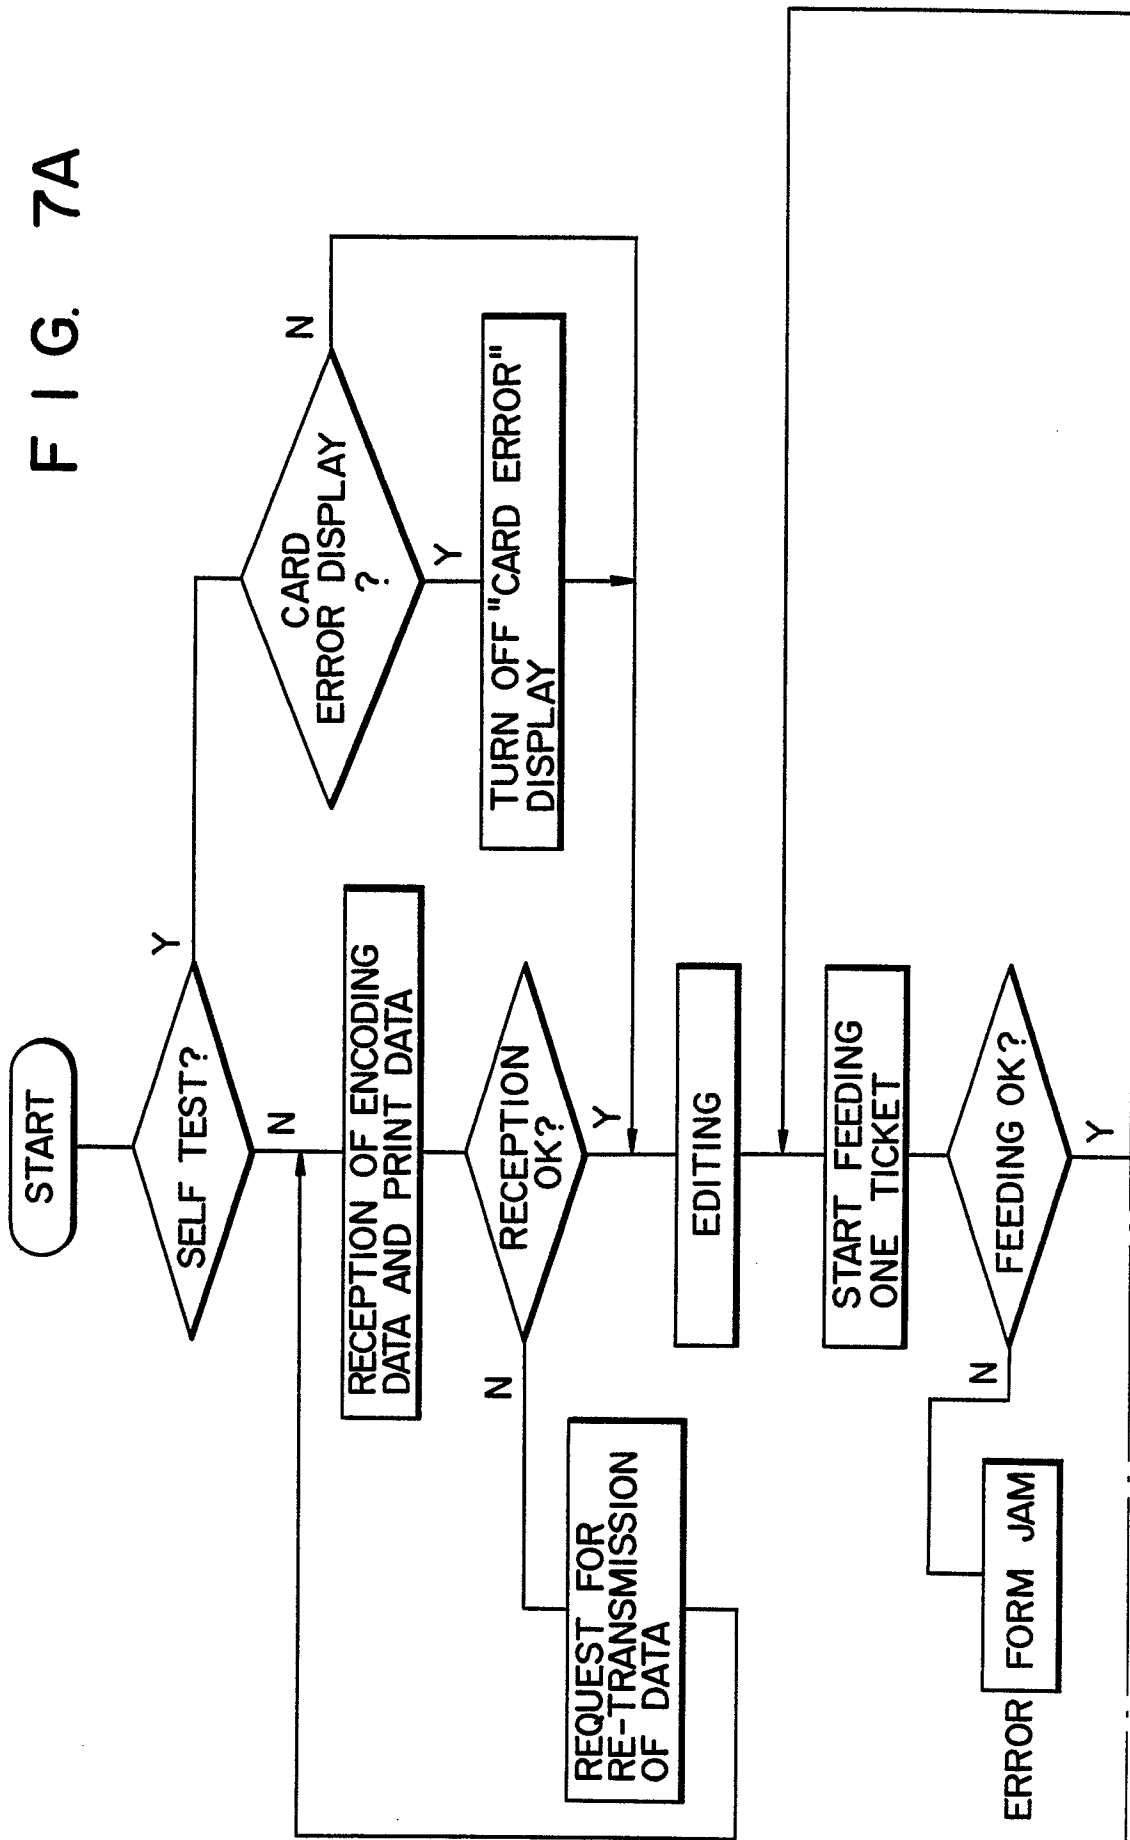 F I G. 7A
START
SELF TEST?
Y
N
CARD
ERROR DISPLAY
?
N
Y
TURN OFF "CARD ERROR"
DISPLAY
RECEPTION OF ENCODING
DATA AND PRINT DATA
RECEPTION
OK?
N
Y
REQUEST FOR
RE-TRANSMISSION
OF DATA
EDITING
START FEEDING
ONE TICKET
FEEDING OK?
N
Y
ERROR
FORM JAM